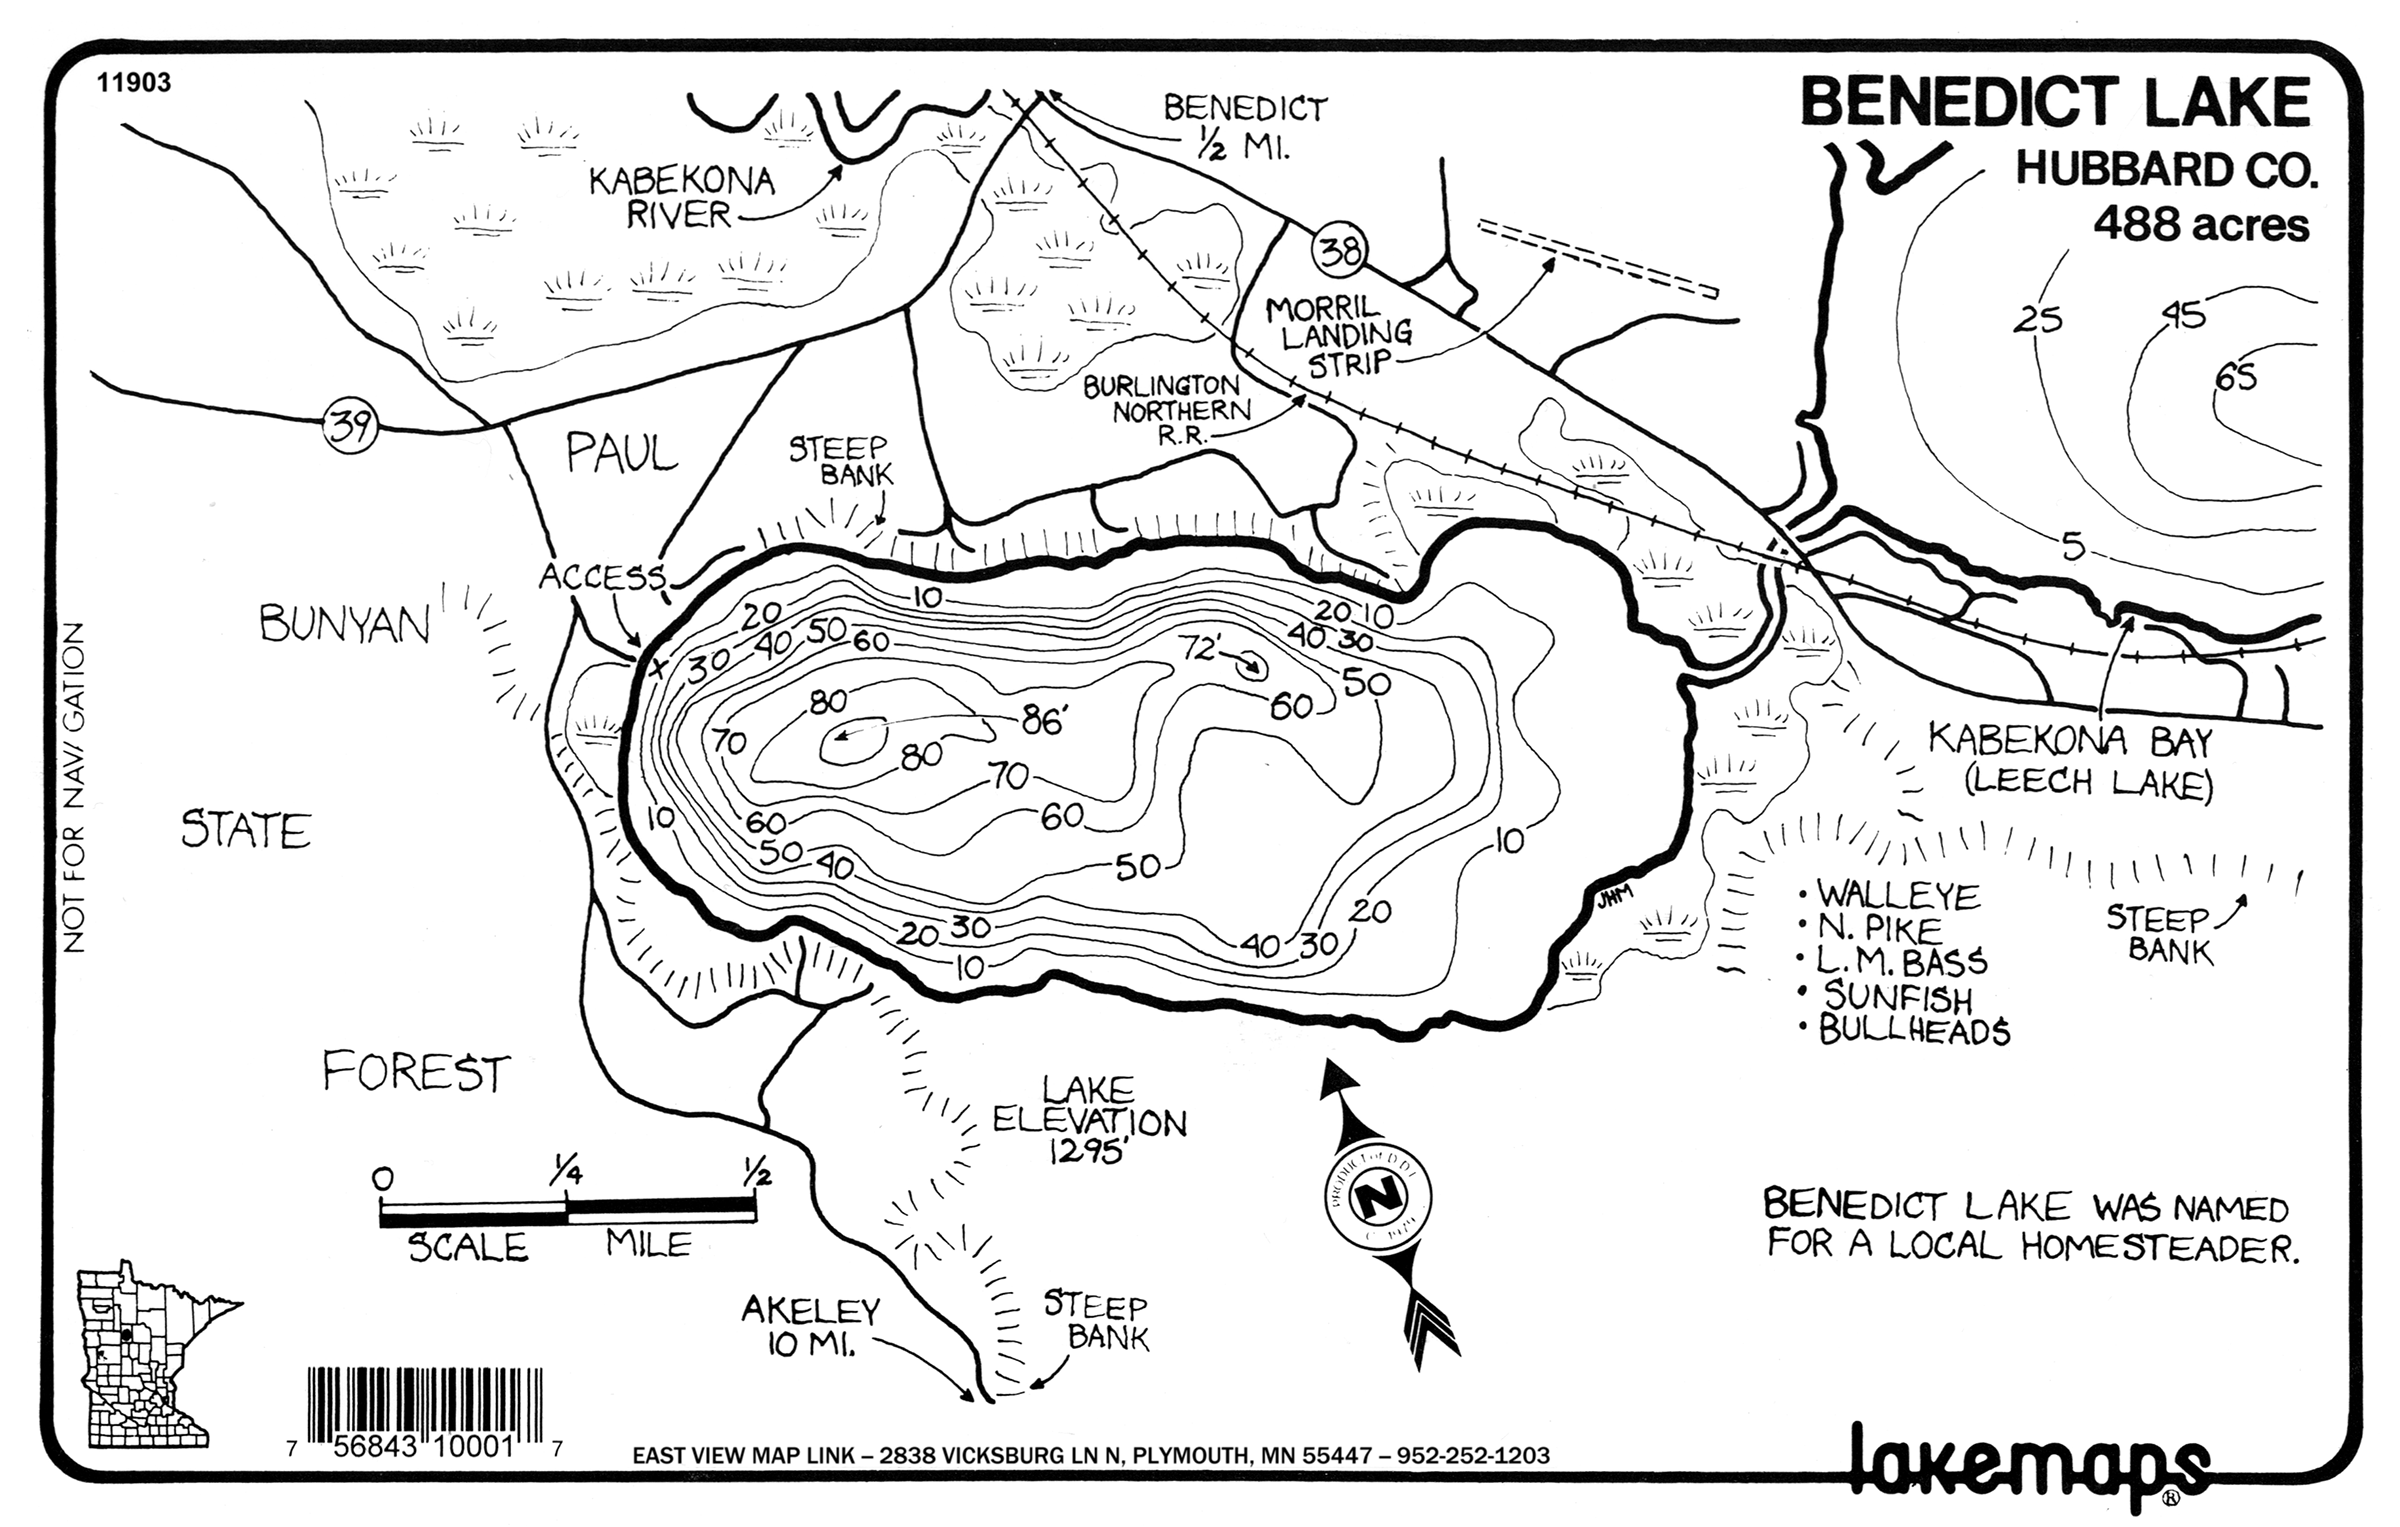 11903
BENEDICT LAKE
HUBBARD CO.
488 acres
BENEDICT
1/2 MI.
KABEKONA
RIVER
38
MORRIL
LANDING
STRIP
25
45
65
5
BURLINGTON
NORTHERN
R.R.
39
PAUL
STEEP
BANK
ACCESS
BUNYAN
STATE
FOREST
NOT FOR NAVIGATION
10
20
30
40
50
60
20
10
40
30
50
60
72'
80
86'
70
80
70
10
60
60
50
40
50
10
20
30
20
10
40
30
JHM
KABEKONA BAY
(LEECH LAKE)
• WALLEYE
• N. PIKE
• L.M. BASS
• SUNFISH
• BULLHEADS
STEEP
BANK
LAKE
ELEVATION
1295'
N
0 1/4 1/2
SCALE MILE
BENEDICT LAKE WAS NAMED
FOR A LOCAL HOMESTEADER.
AKELEY
10 MI.
STEEP
BANK
7 56843 10001 7
EAST VIEW MAP LINK – 2838 VICKSBURG LN N, PLYMOUTH, MN 55447 – 952-252-1203
lakemaps®